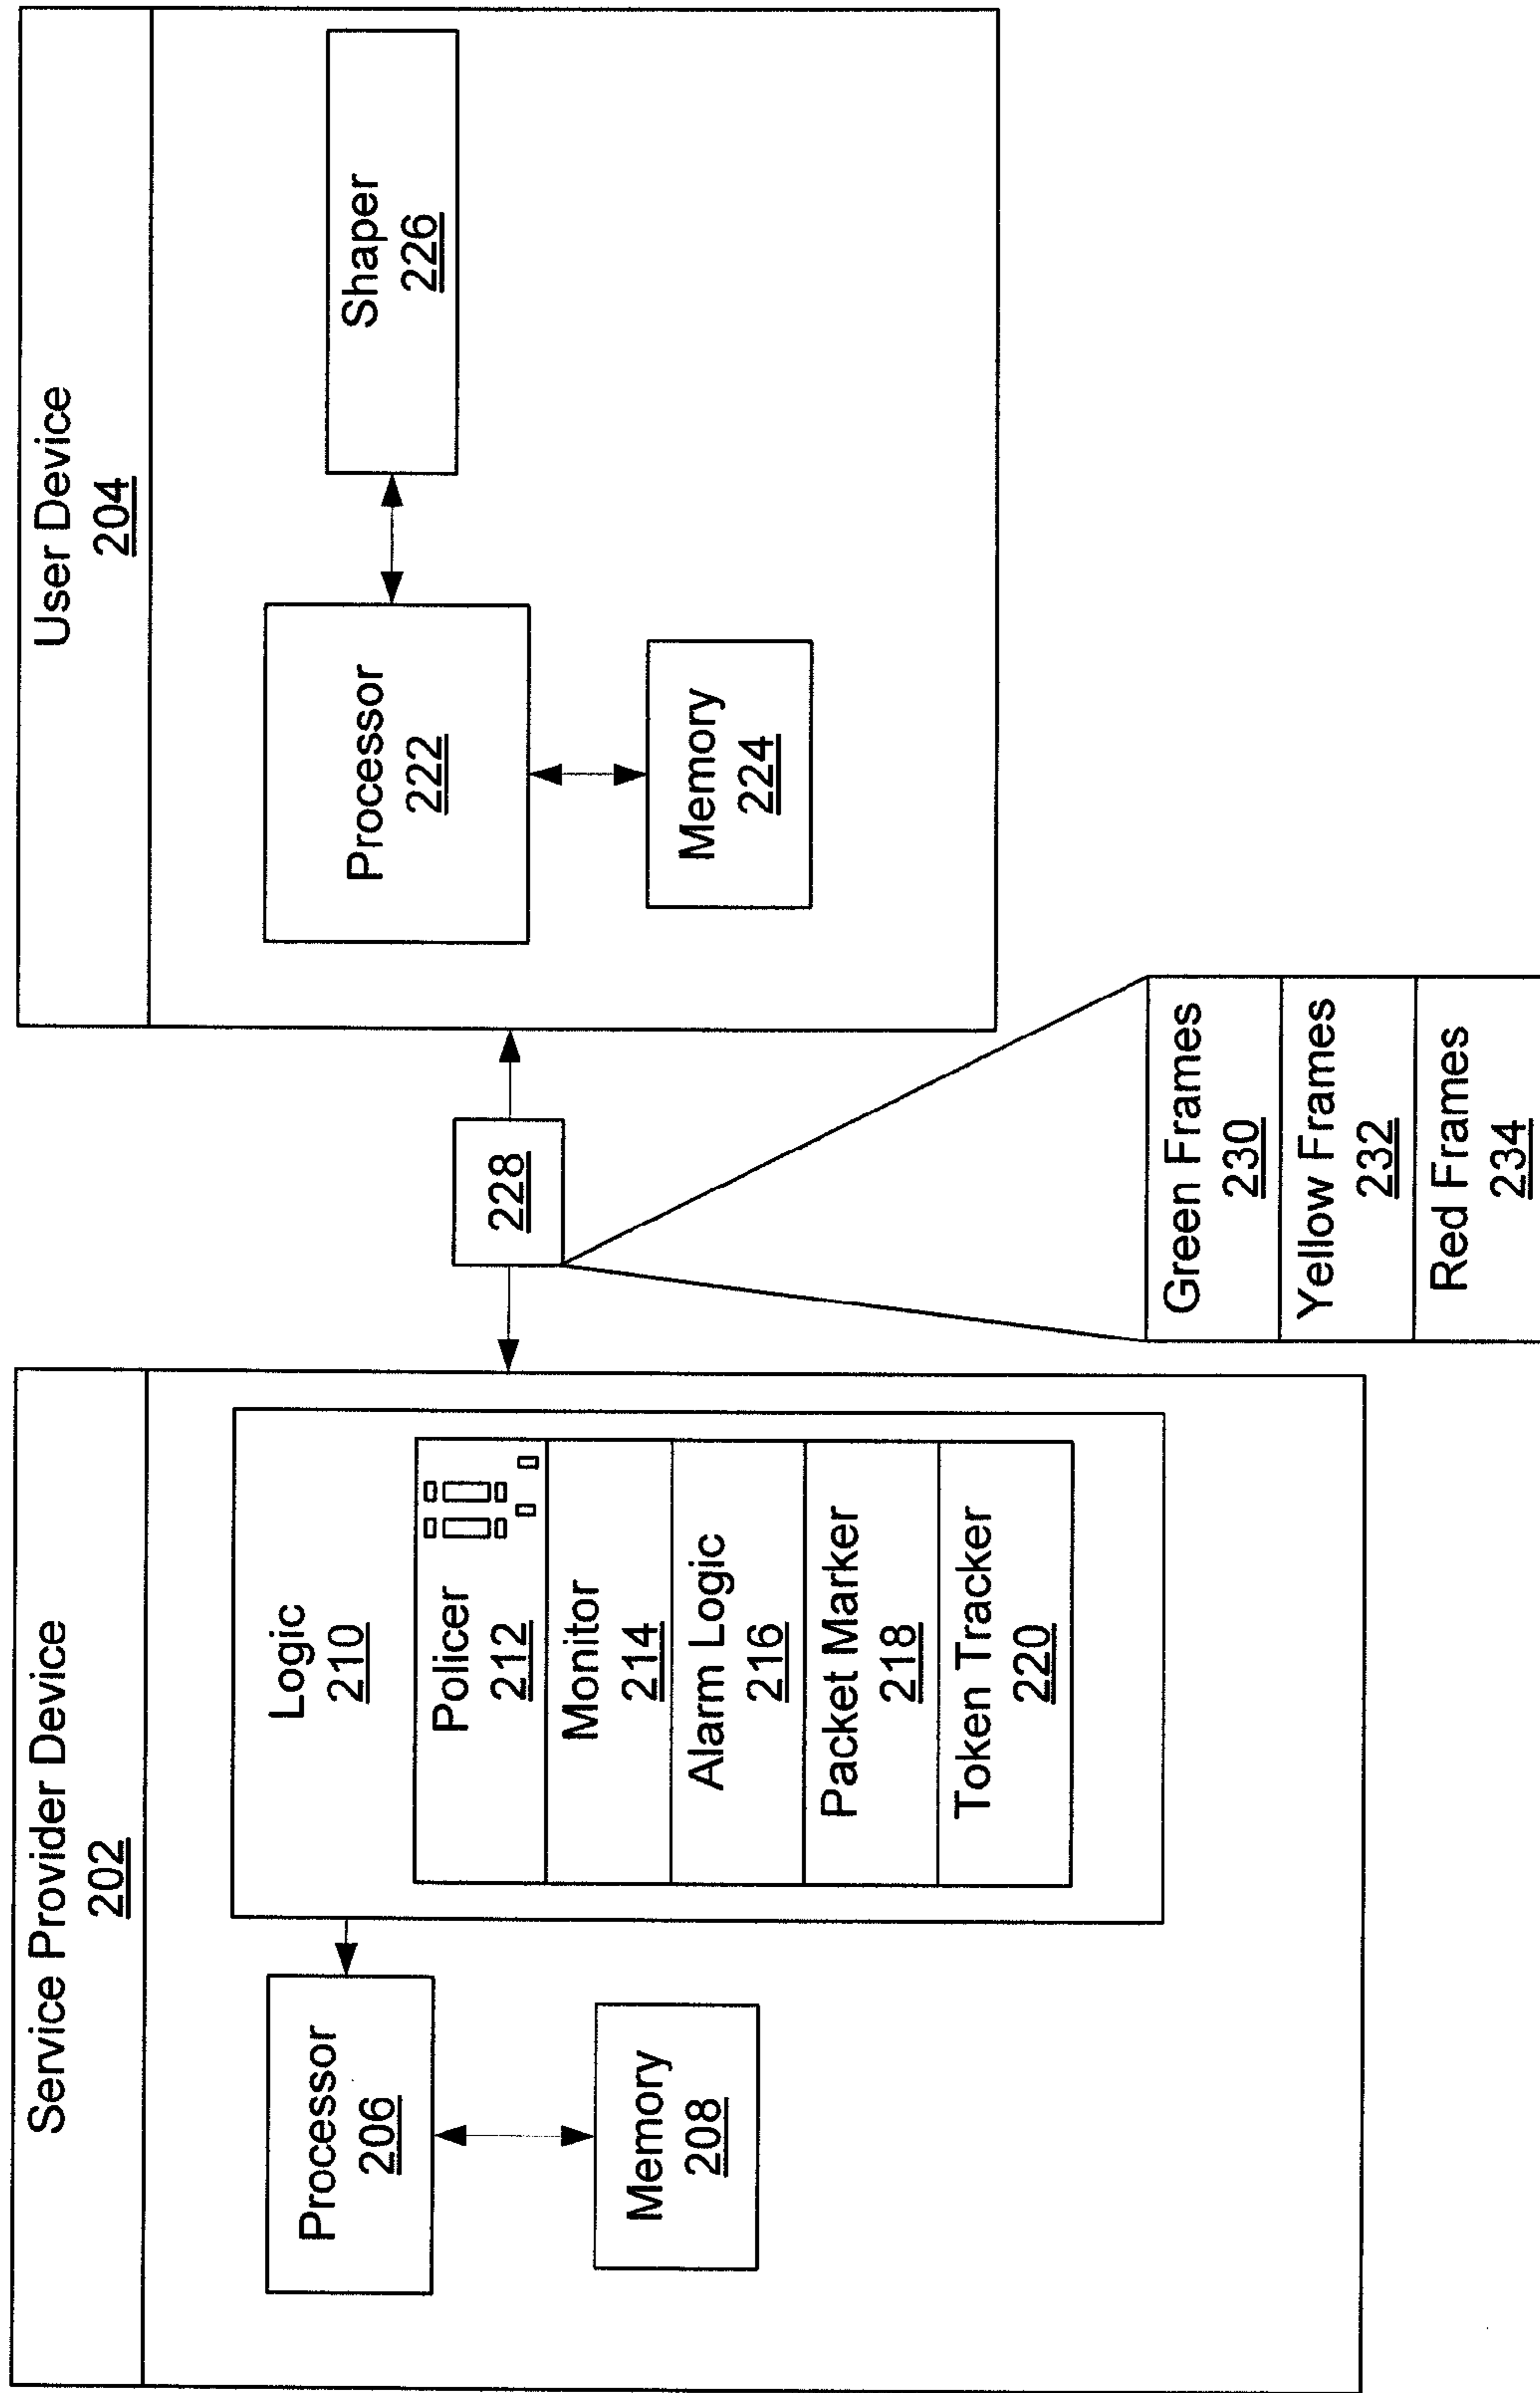 Service Provider Device
202
Processor
206
Memory
208
Logic
210
Policer
212
Monitor
214
Alarm Logic
216
Packet Marker
218
Token Tracker
220
228
Green Frames
230
Yellow Frames
232
Red Frames
234
User Device
204
Processor
222
Memory
224
Shaper
226